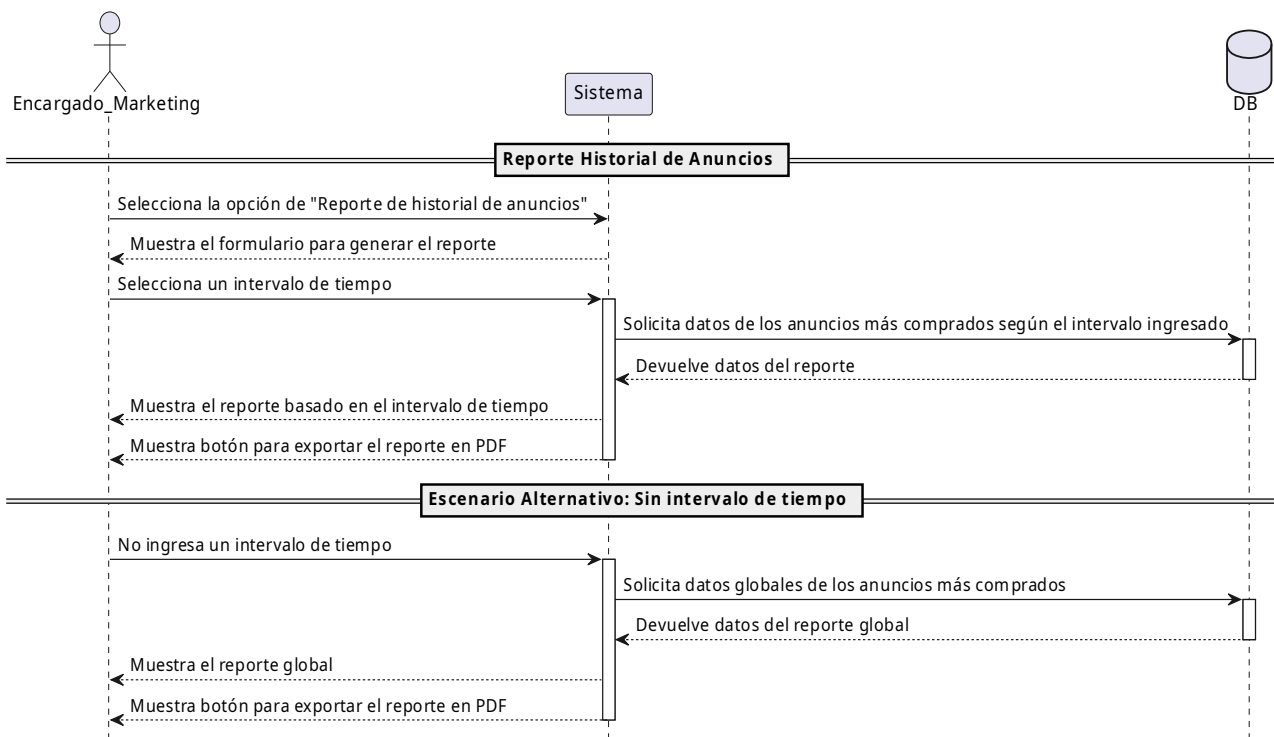 Encargado_Marketing
Sistema
DB
Reporte Historial de Anuncios
Selecciona la opción de "Reporte de historial de anuncios"
Muestra el formulario para generar el reporte
Selecciona un intervalo de tiempo
Solicita datos de los anuncios más comprados según el intervalo ingresado
Devuelve datos del reporte
Muestra el reporte basado en el intervalo de tiempo
Muestra botón para exportar el reporte en PDF
Escenario Alternativo: Sin intervalo de tiempo
No ingresa un intervalo de tiempo
Solicita datos globales de los anuncios más comprados
Devuelve datos del reporte global
Muestra el reporte global
Muestra botón para exportar el reporte en PDF